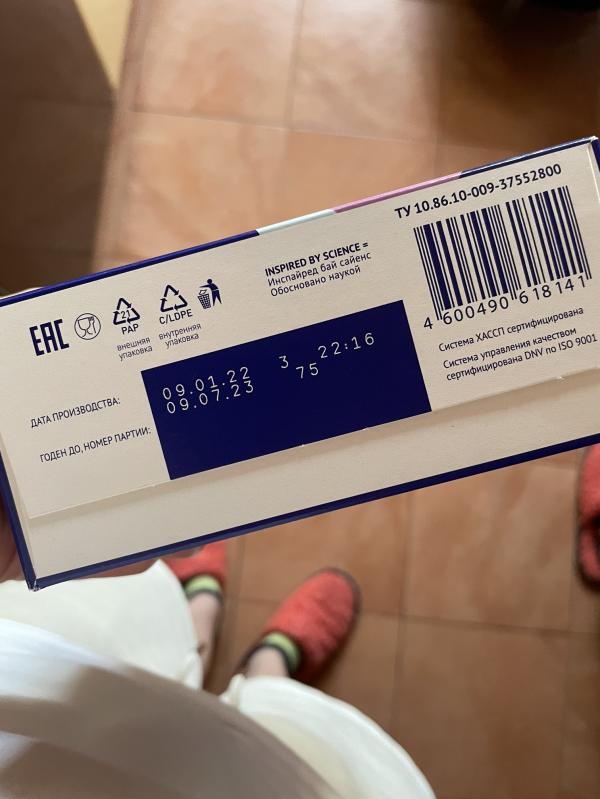 ТУ 10.86.10-009-37552800
INSPIRED BY SCIENCE =
Инспайред бай сайенс
Обосновано наукой
EAC
21
PAP
внешняя
упаковка
4
C/LDPE
внутренняя
упаковка
4 600490 618141
Система ХАССП сертифицирована
Система управления качеством
сертифицирована DNV по ISO 9001
ДАТА ПРОИЗВОДСТВА:
09.01.22 3 22:16
ГОДЕН ДО, НОМЕР ПАРТИИ:
09.07.23 75